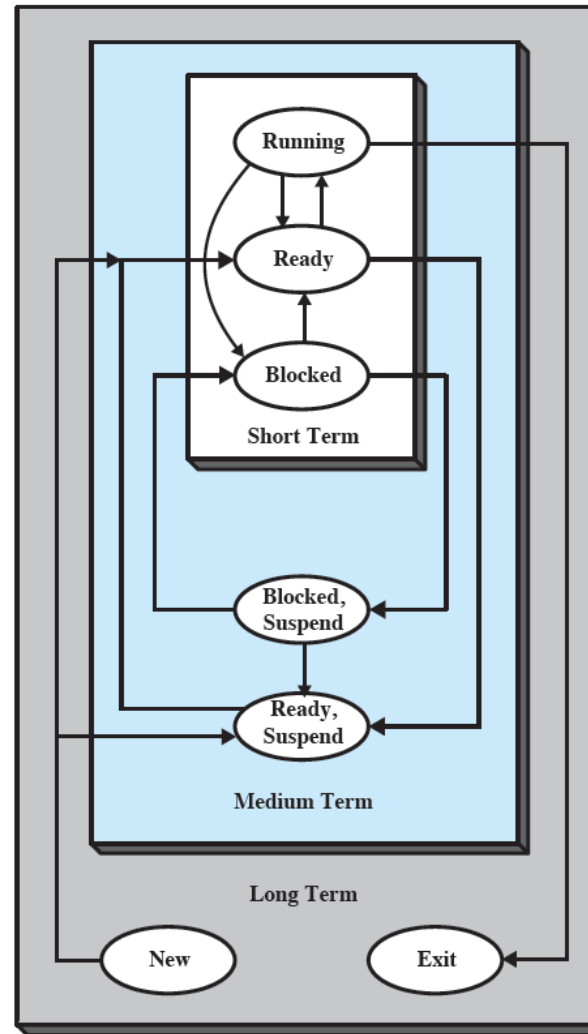 Running
Ready
Blocked
Short Term
Blocked,
Suspend
Ready,
Suspend
Medium Term
Long Term
New
Exit